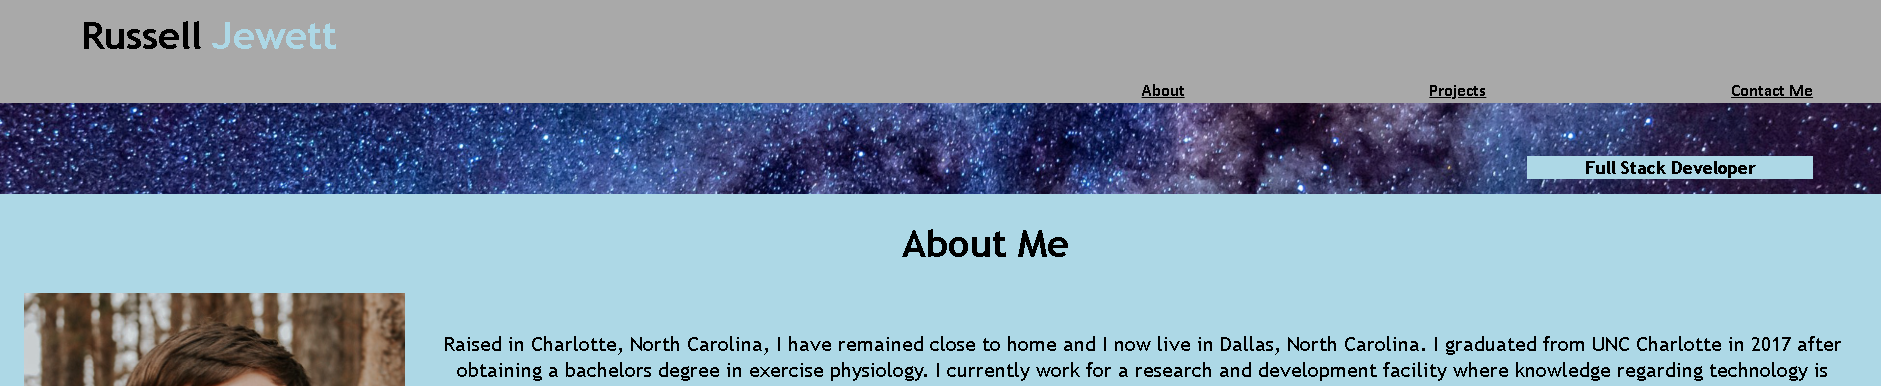 Russell Jewett
About
Projects
Contact Me
Full Stack Developer
About Me
Raised in Charlotte, North Carolina, I have remained close to home and I now live in Dallas, North Carolina. I graduated from UNC Charlotte in 2017 after
obtaining a bachelors degree in exercise physiology. I currently work for a research and development facility where knowledge regarding technology is